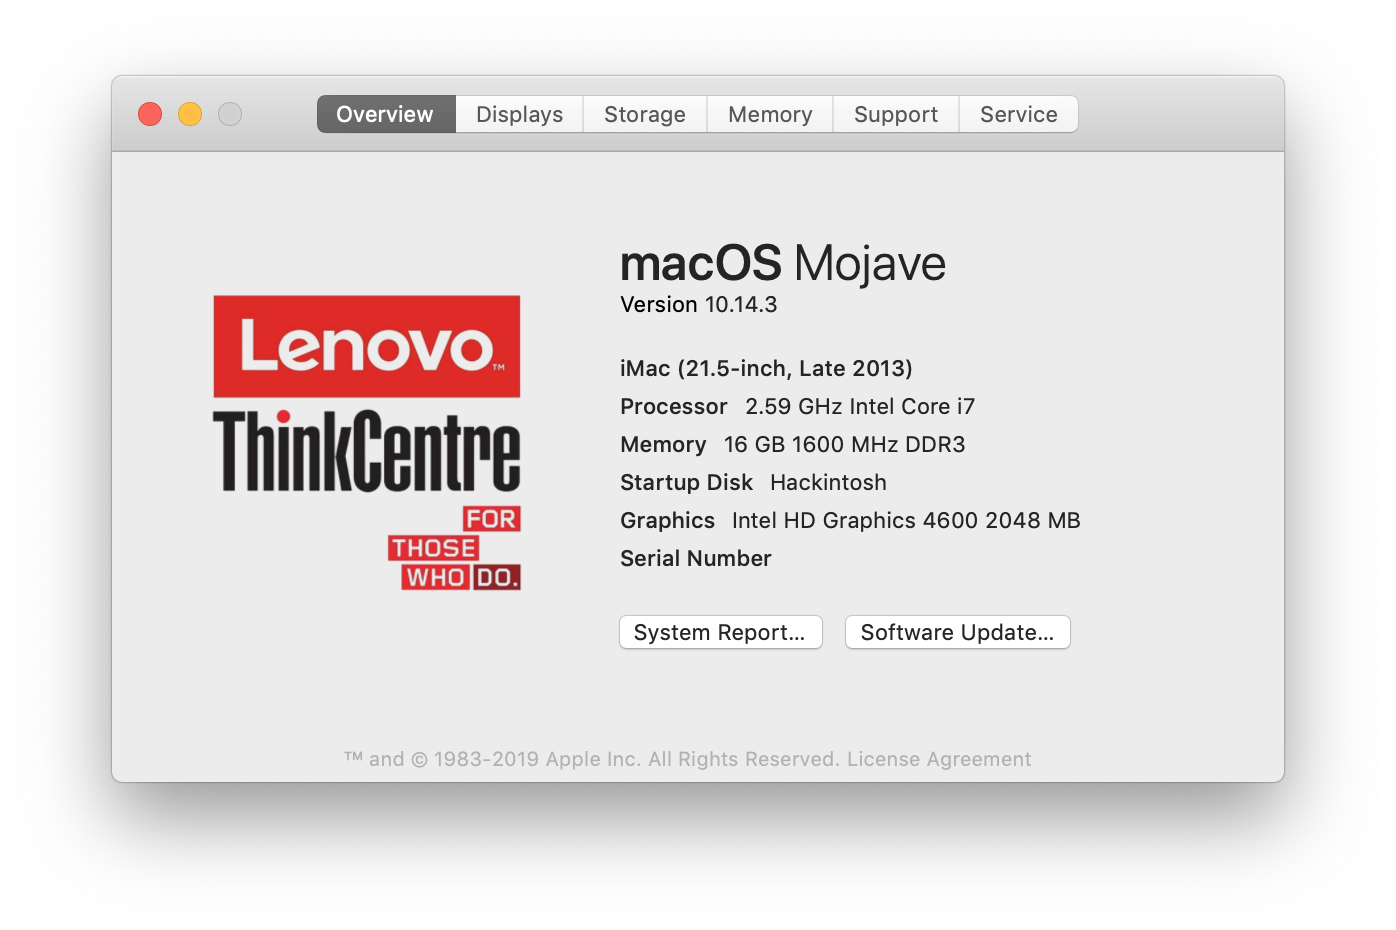 Overview Displays Storage Memory Support Service
macOS Mojave
Version 10.14.3
Lenovo™
ThinkCentre
FOR
THOSE
WHO DO.
iMac (21.5-inch, Late 2013)
Processor 2.59 GHz Intel Core i7
Memory 16 GB 1600 MHz DDR3
Startup Disk Hackintosh
Graphics Intel HD Graphics 4600 2048 MB
Serial Number
System Report... Software Update...
™ and © 1983-2019 Apple Inc. All Rights Reserved. License Agreement